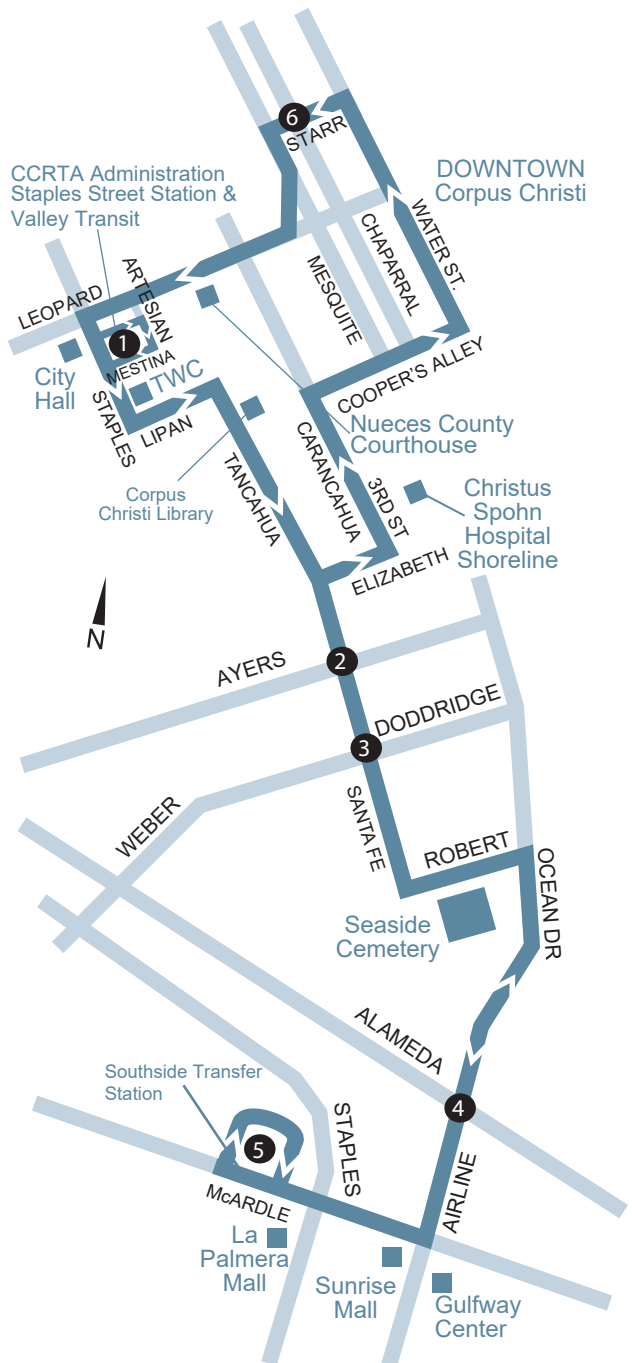 6
STARR
CCRTA Administration
Staples Street Station &
Valley Transit
DOWNTOWN
Corpus Christi
WATER ST.
CHAPARRAL
MESQUITE
ARTESIAN
LEOPARD
1
MESTINA
City
Hall
TWC
STAPLES
LIPAN
COOPER'S ALLEY
Nueces County
Courthouse
CARANCAHUA
TANCAHUA
3RD ST
Corpus
Christi Library
Christus
Spohn
Hospital
Shoreline
ELIZABETH
N
AYERS
2
DODDRIDGE
3
SANTA FE
WEBER
ROBERT
OCEAN DR
Seaside
Cemetery
ALAMEDA
Southside Transfer
Station
4
STAPLES
5
AIRLINE
McARDLE
La
Palmera
Mall
Sunrise
Mall
Gulfway
Center